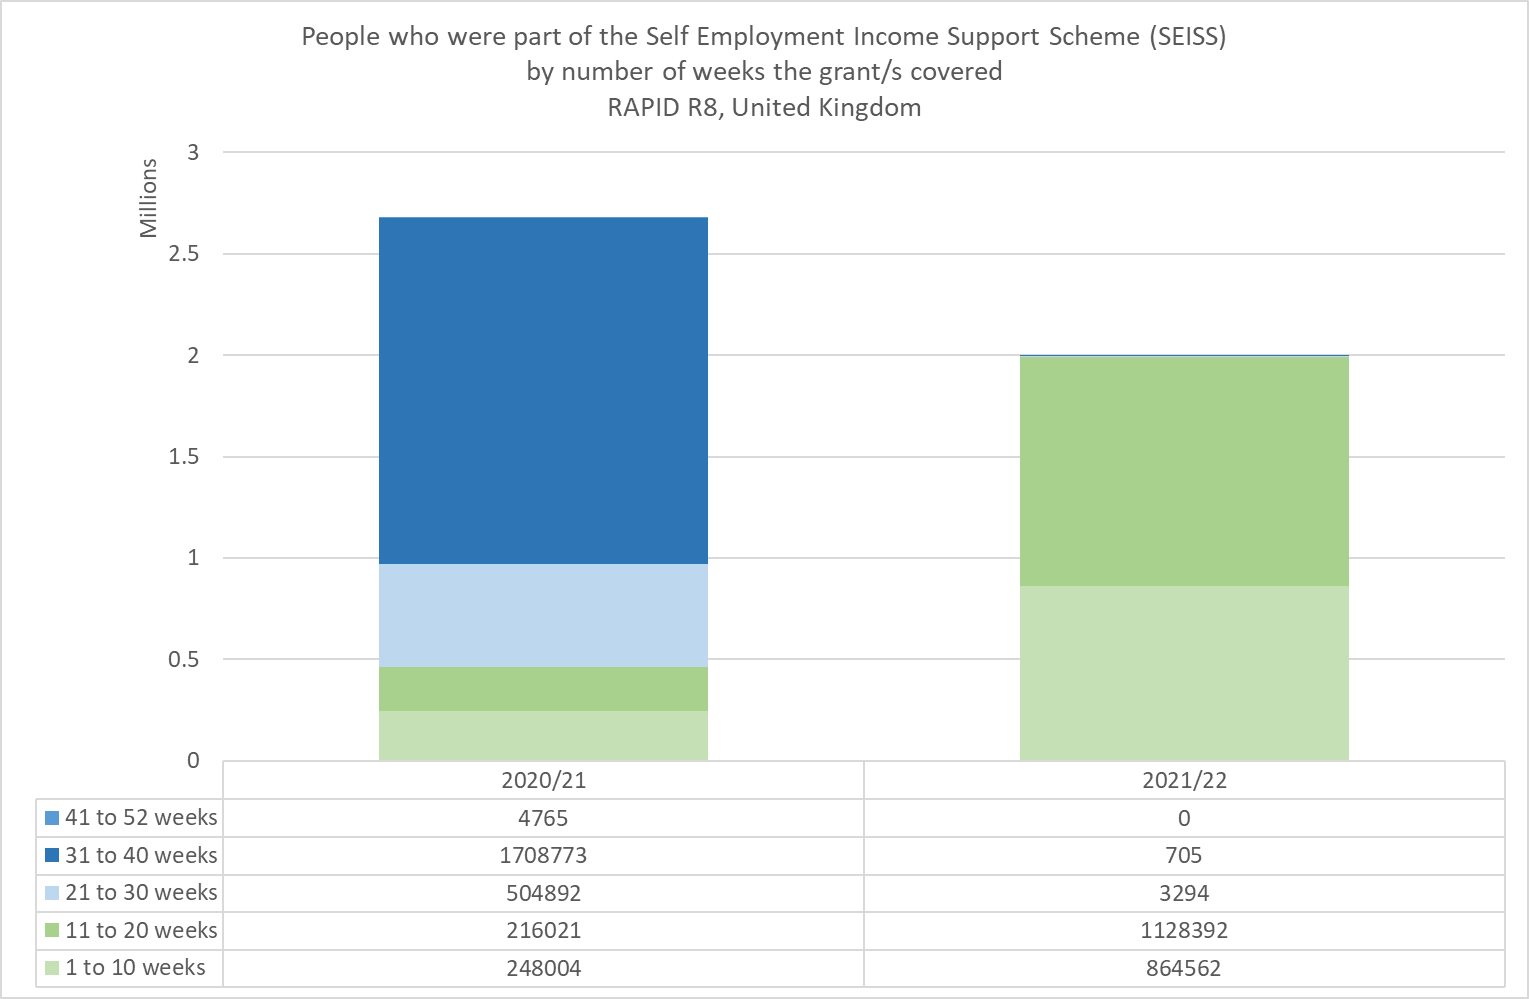 People who were part of the Self Employment Income Support Scheme (SEISS)
by number of weeks the grant/s covered
RAPID R8, United Kingdom
Millions
3
2.5
2
1.5
1
0.5
0
2020/21 2021/22
41 to 52 weeks 4765 0
31 to 40 weeks 1708773 705
21 to 30 weeks 504892 3294
11 to 20 weeks 216021 1128392
1 to 10 weeks 248004 864562